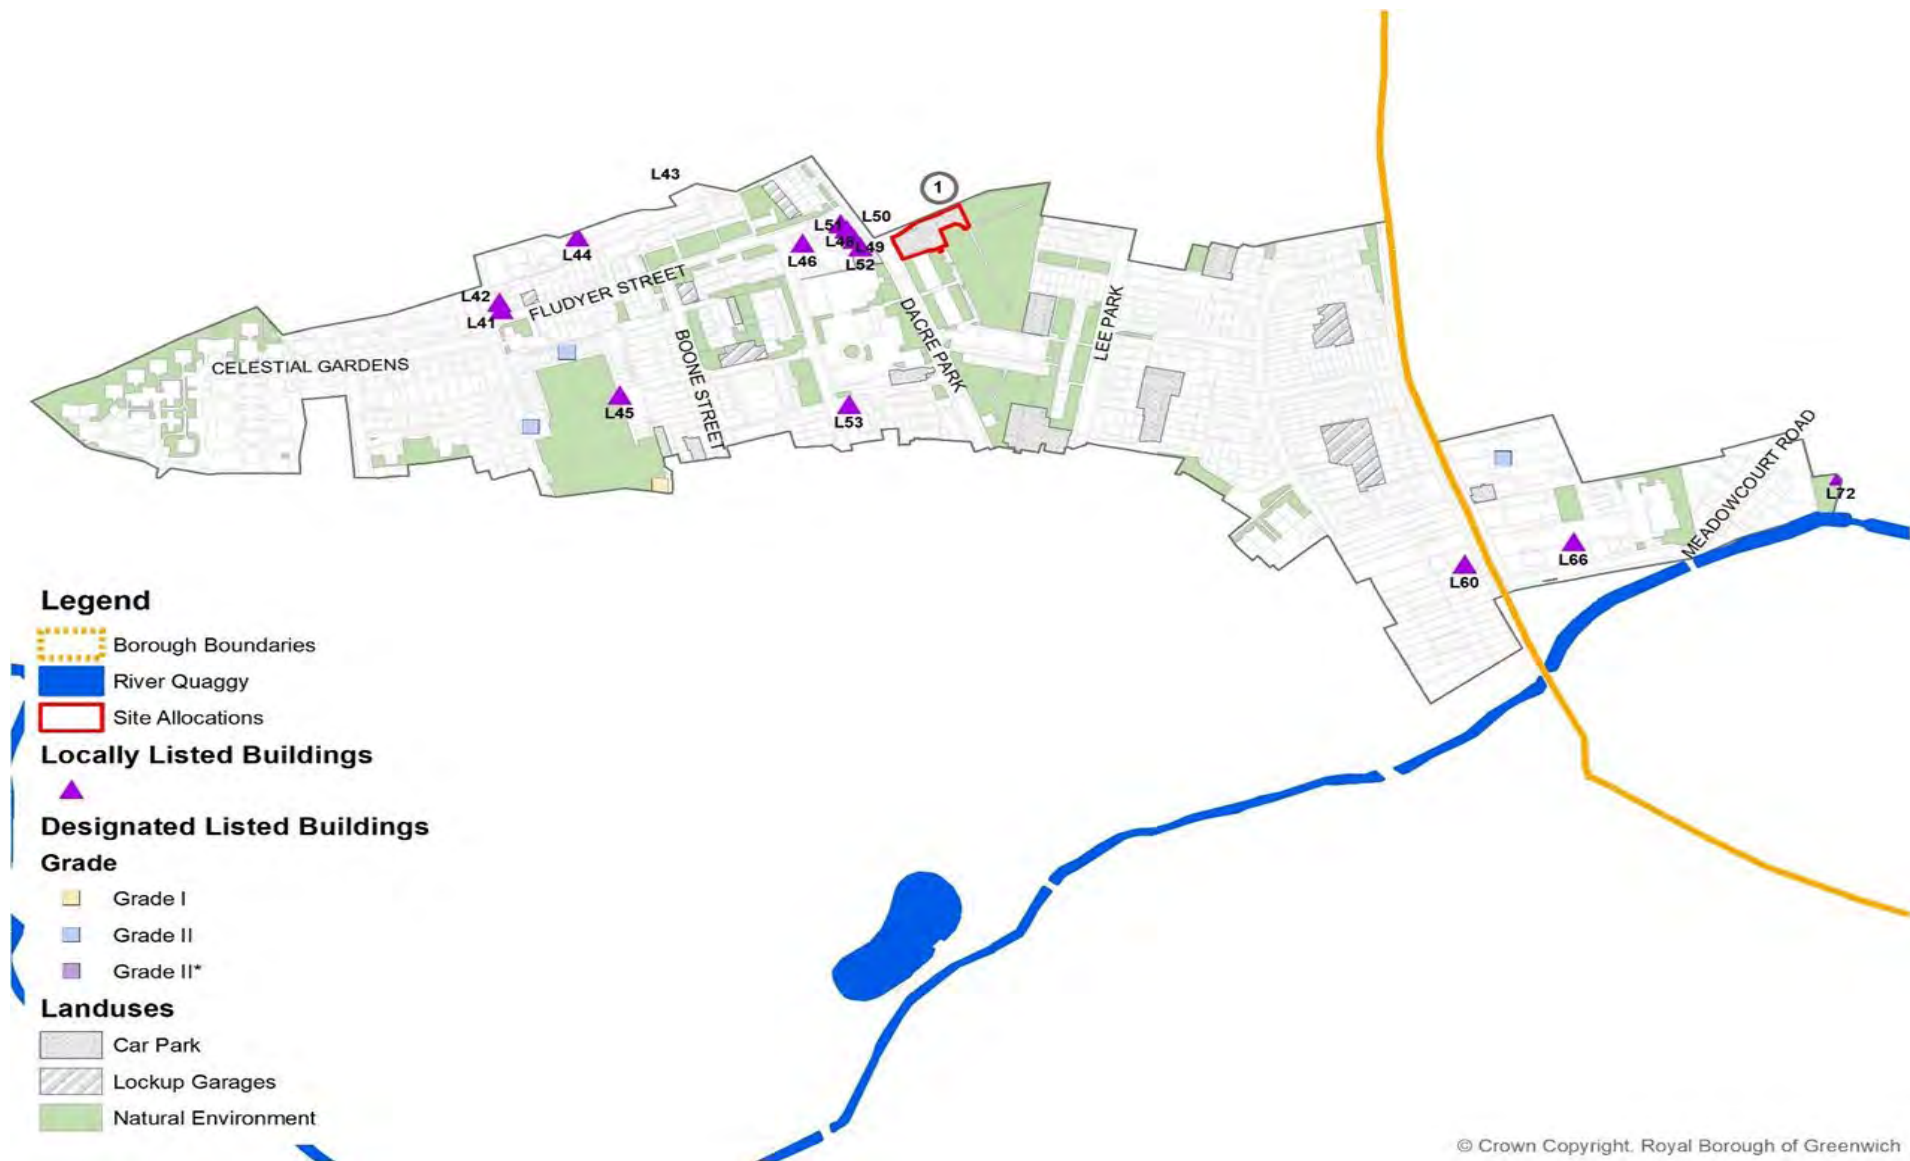 L43
1
L50
L51
L48
L49
L46
L52
L44
FLUDYER STREET
L42
L41
DACRE PARK
LEE PARK
BOONE STREET
CELESTIAL GARDENS
L45
L53
MEADOWCOURT ROAD
L72
L66
L60
Legend
Borough Boundaries
River Quaggy
Site Allocations
Locally Listed Buildings
Designated Listed Buildings
Grade
Grade I
Grade II
Grade II*
Landuses
Car Park
Lockup Garages
Natural Environment
© Crown Copyright. Royal Borough of Greenwich